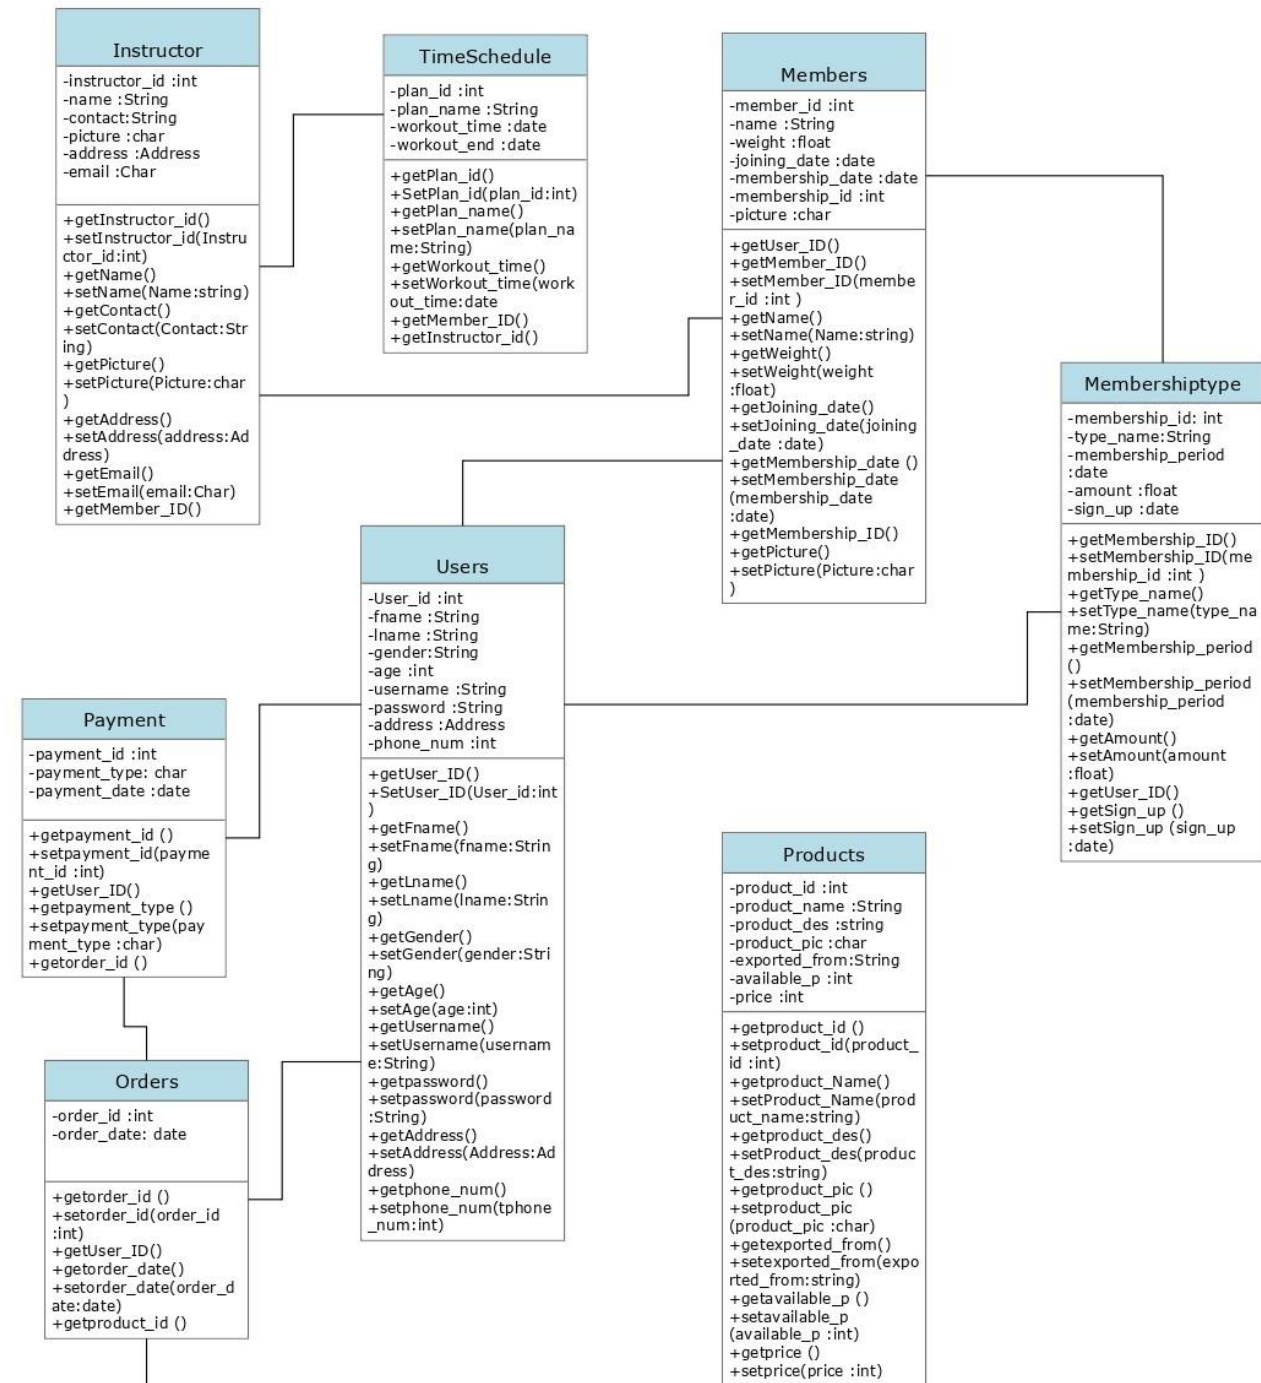 Instructor
-instructor_id :int
-name :String
-contact:String
-picture :char
-address :Address
-email :Char
+getInstructor_id()
+setInstructor_id(Instru
ctor_id:int)
+getName()
+setName(Name:string)
+getContact()
+setContact(Contact:Str
ing)
+getPicture()
+setPicture(Picture:char
)
+getAddress()
+setAddress(address:Ad
dress)
+getEmail()
+setEmail(email:Char)
+getMember_ID()
TimeSchedule
-plan_id :int
-plan_name :String
-workout_time :date
-workout_end :date
+getPlan_id()
+SetPlan_id(plan_id:int)
+getPlan_name()
+setPlan_name(plan_na
me:String)
+getWorkout_time()
+setWorkout_time(work
out_time:date
+getMember_ID()
+getInstructor_id()
Members
-member_id :int
-name :String
-weight :float
-joining_date :date
-membership_date :date
-membership_id :int
-picture :char
+getUser_ID()
+getMember_ID()
+setMember_ID(membe
r_id :int )
+getName()
+setName(Name:string)
+getWeight()
+setWeight(weight
:float)
+getJoining_date()
+setJoining_date(joining
_date :date)
+getMembership_date ()
+setMembership_date
(membership_date
:date)
+getMembership_ID()
+getPicture()
+setPicture(Picture:char
)
Membershiptype
-membership_id: int
-type_name:String
-membership_period
:date
-amount :float
-sign_up :date
+getMembership_ID()
+setMembership_ID(me
mbership_id :int )
+getType_name()
+setType_name(type_na
me:String)
+getMembership_period
()
+setMembership_period
(membership_period
:date)
+getAmount()
+setAmount(amount
:float)
+getUser_ID()
+getSign_up ()
+setSign_up (sign_up
:date)
Users
-User_id :int
-fname :String
-lname :String
-gender:String
-age :int
-username :String
-password :String
-address :Address
-phone_num :int
+getUser_ID()
+SetUser_ID(User_id:int
)
+getFname()
+setFname(fname:Strin
g)
+getLname()
+setLname(lname:Strin
g)
+getGender()
+setGender(gender:Stri
ng)
+getAge()
+setAge(age:int)
+getUsername()
+setUsername(usernam
e:String)
+getpassword()
+setpassword(password
:String)
+getAddress()
+setAddress(Address:Ad
dress)
+getphone_num()
+setphone_num(tphone
_num:int)
Payment
-payment_id :int
-payment_type: char
-payment_date :date
+getpayment_id ()
+setpayment_id(payme
nt_id :int)
+getUser_ID()
+getpayment_type ()
+setpayment_type(pay
ment_type :char)
+getorder_id ()
Orders
-order_id :int
-order_date: date
+getorder_id ()
+setorder_id(order_id
:int)
+getUser_ID()
+getorder_date()
+setorder_date(order_d
ate:date)
+getproduct_id ()
Products
-product_id :int
-product_name :String
-product_des :string
-product_pic :char
-exported_from:String
-available_p :int
-price :int
+getproduct_id ()
+setproduct_id(product_
id :int)
+getproduct_Name()
+setProduct_Name(prod
uct_name:string)
+getproduct_des()
+setProduct_des(produc
t_des:string)
+getproduct_pic ()
+setproduct_pic
(product_pic :char)
+getexported_from()
+setexported_from(expo
rted_from:string)
+getavailable_p ()
+setavailable_p
(available_p :int)
+getprice ()
+setprice(price :int)